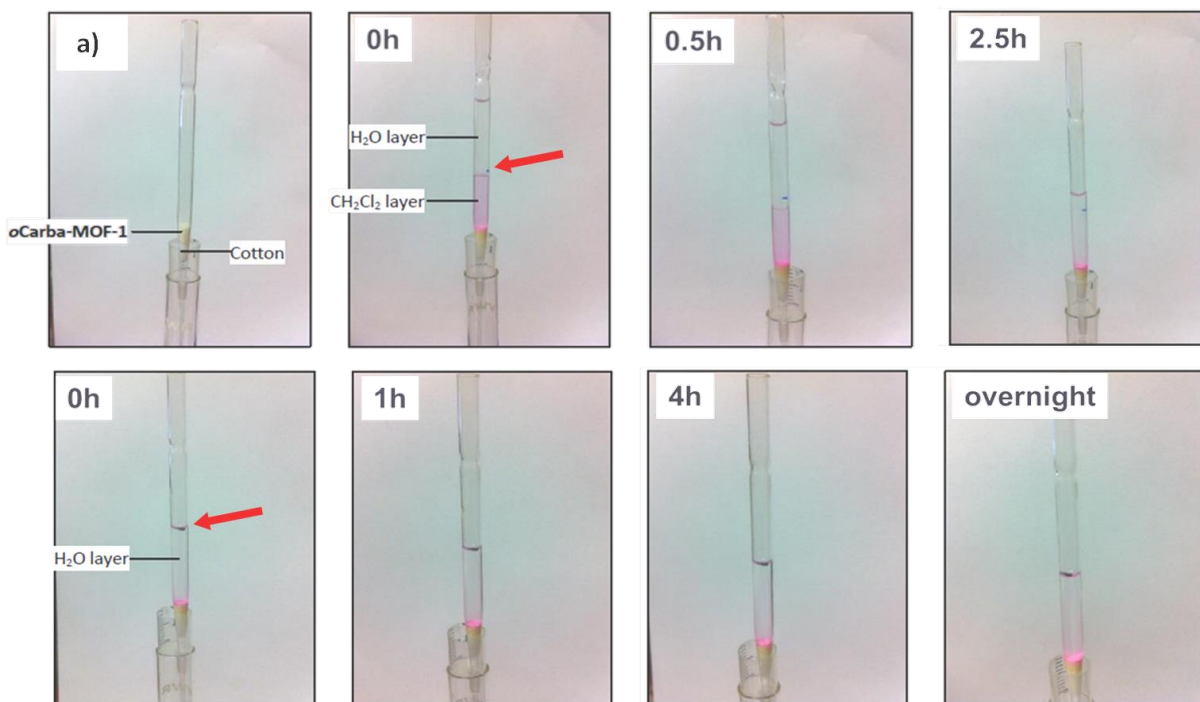 a)
0h
0.5h
2.5h
H₂O layer
CH₂Cl₂ layer
oCarba-MOF-1
Cotton
0h
1h
4h
overnight
H₂O layer